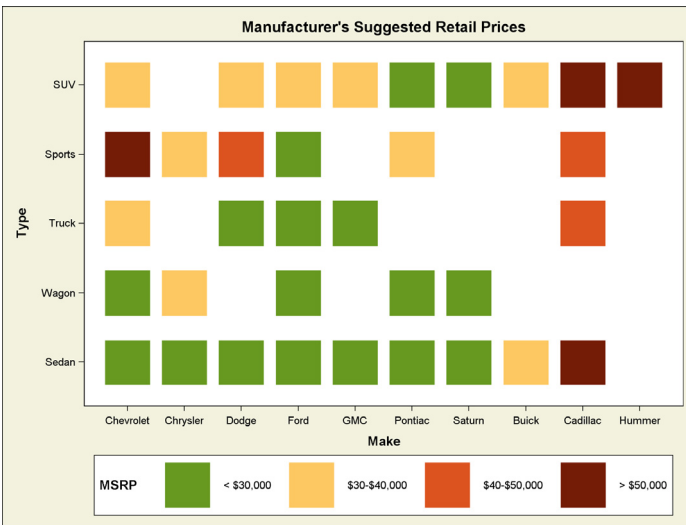 Manufacturer's Suggested Retail Prices
SUV
Sports
Truck
Wagon
Sedan
Type
Chevrolet Chrysler Dodge Ford GMC Pontiac Saturn Buick Cadillac Hummer
Make
MSRP < $30,000 $30-$40,000 $40-$50,000 > $50,000